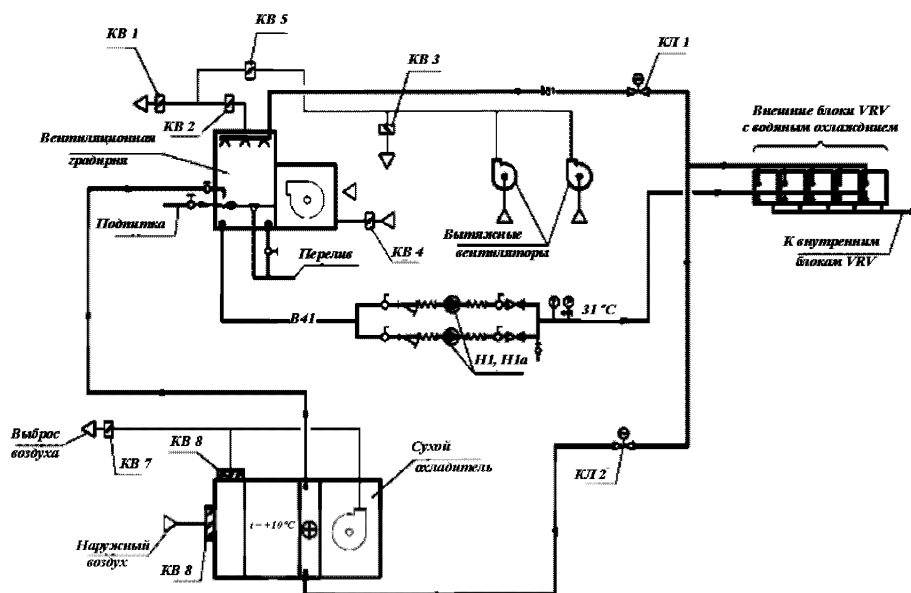 КВ 1
КВ 5
КВ 3
КЛ 1
КВ 2
Вентиляционная
градирня
Внешние блоки VRV
с водяным охлаждением
Подпитка
Перелив
КВ 4
Вытяжные
вентиляторы
К внутренним
блокам VRV
В41
31 °C
Н1, Н1а
Выброс
воздуха
КВ 7
КВ 8
Сухой
охладитель
КЛ 2
t = +10°C
Наружный
воздух
КВ 8